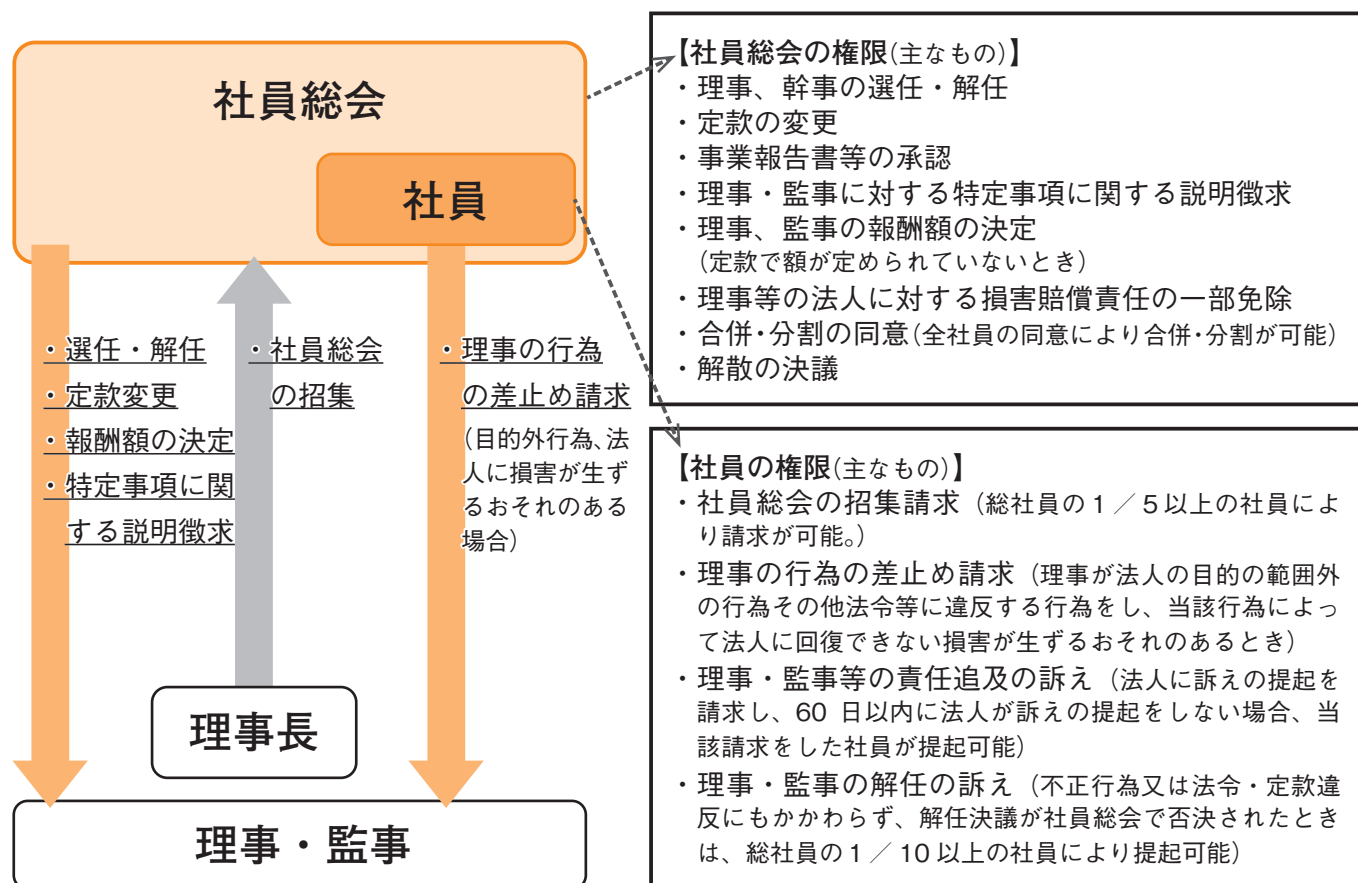 社員総会
社員
・選任・解任
・定款変更
・報酬額の決定
・特定事項に関
する説明徴求
・社員総会
の招集
・理事の行為
の差止め請求
(目的外行為、法
人に損害が生ず
るおそれのある
場合)
理事長
理事・監事
【社員総会の権限(主なもの)】
・理事、幹事の選任・解任
・定款の変更
・事業報告書等の承認
・理事・監事に対する特定事項に関する説明徴求
・理事、監事の報酬額の決定
(定款で額が定められていないとき)
・理事等の法人に対する損害賠償責任の一部免除
・合併・分割の同意(全社員の同意により合併・分割が可能)
・解散の決議
【社員の権限(主なもの)】
・社員総会の招集請求(総社員の1/5以上の社員によ
り請求が可能。)
・理事の行為の差止め請求(理事が法人の目的の範囲外
の行為その他法令等に違反する行為をし、当該行為によっ
て法人に回復できない損害が生ずるおそれのあるとき)
・理事・監事等の責任追及の訴え(法人に訴えの提起を
請求し、60 日以内に法人が訴えの提起をしない場合、当
該請求をした社員が提起可能)
・理事・監事の解任の訴え(不正行為又は法令・定款違
反にもかかわらず、解任決議が社員総会で否決されたとき
は、総社員の1/10以上の社員により提起可能)